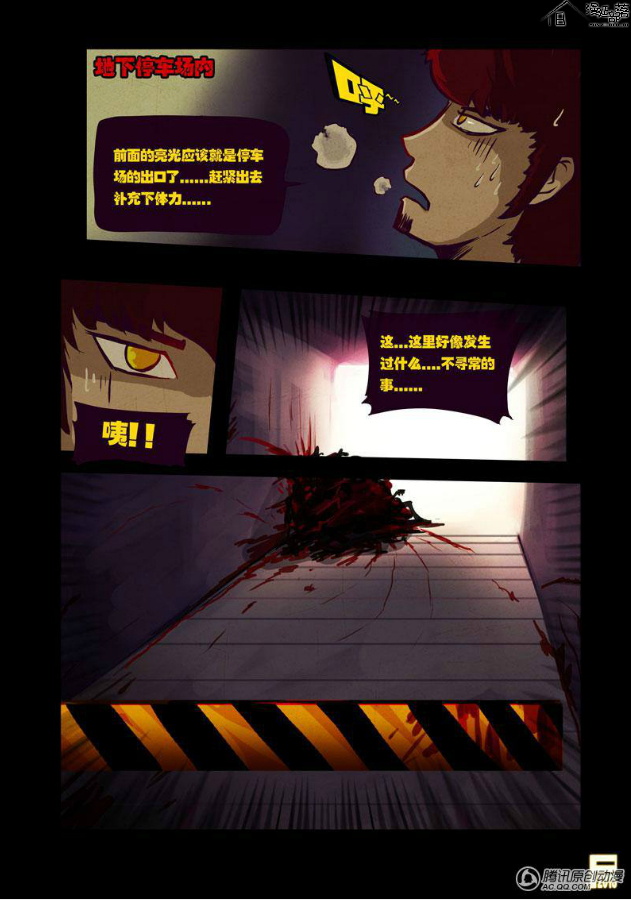 地下停车场内
呼~~
前面的亮光应该就是停车
场的出口了......赶紧出去
补充下体力......
咦!!
这...这里好像发生
过什么....不寻常的
事......
腾讯原创动漫
AC.QQ.COM